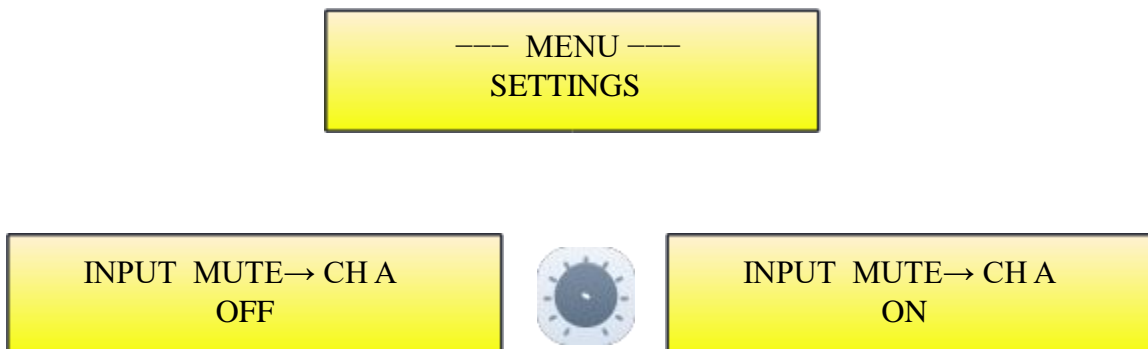 ––– MENU –––
SETTINGS
INPUT MUTE→ CH A
OFF
INPUT MUTE→ CH A
ON